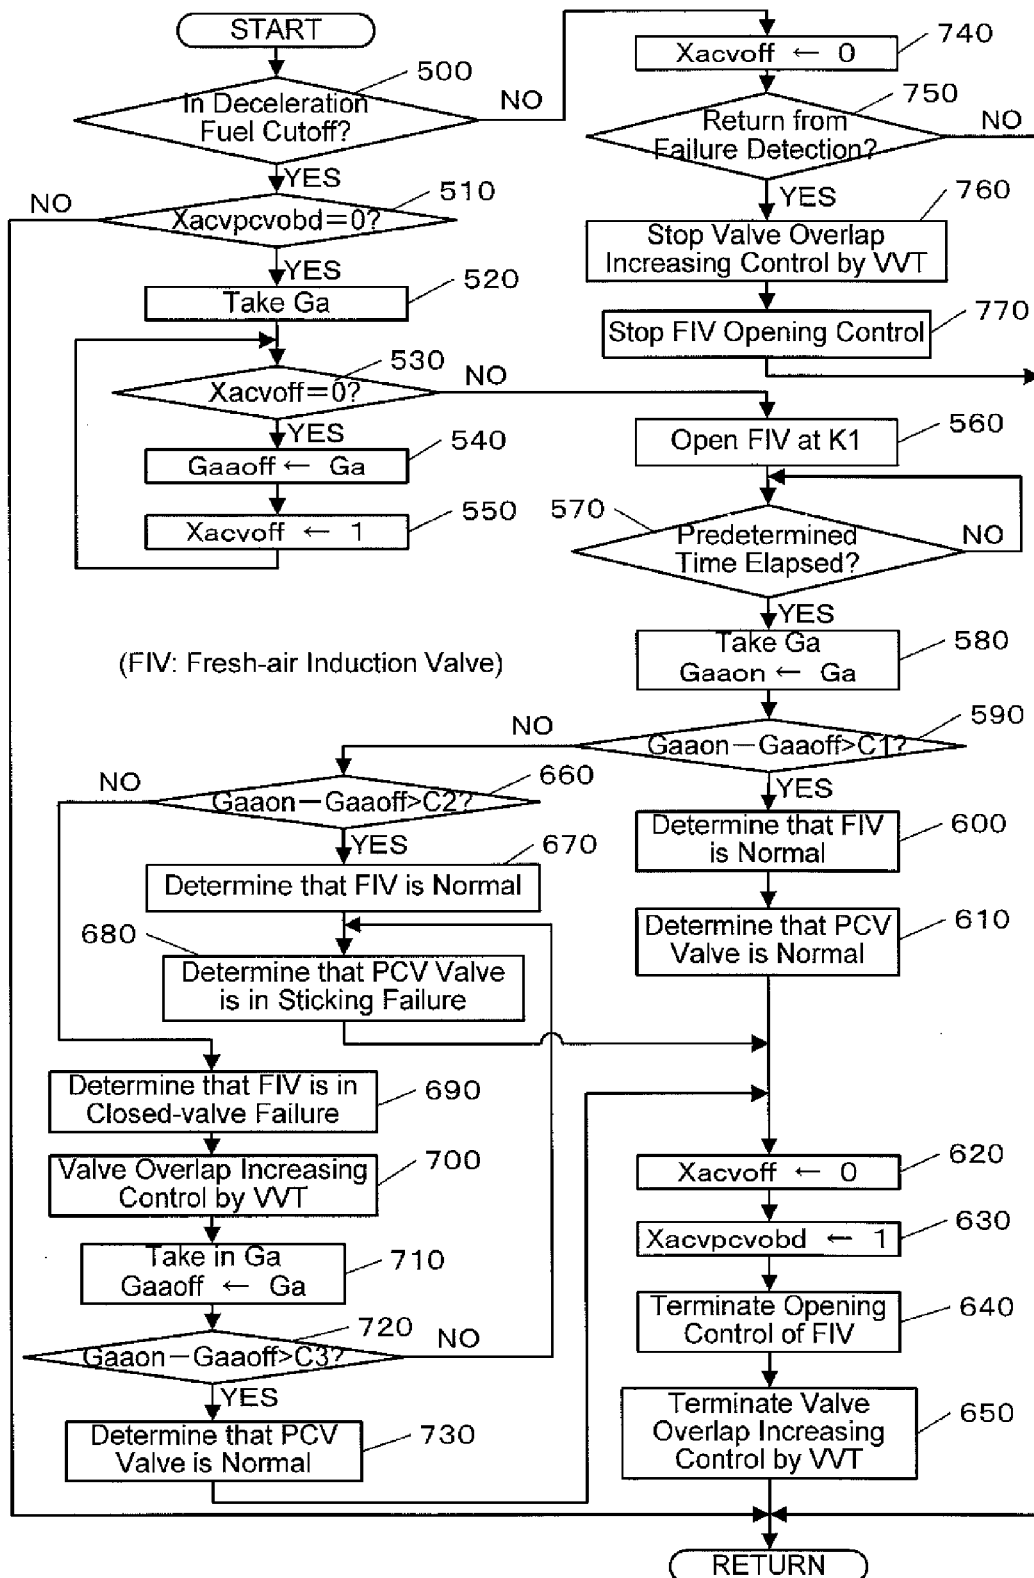 START
500
In Deceleration
Fuel Cutoff?
NO
YES
510
NO
Xacvpcvobd=0?
YES
520
Take Ga
530
Xacvoff=0?
NO
YES
540
Gaaoff ← Ga
550
Xacvoff ← 1
740
Xacvoff ← 0
750
Return from
Failure Detection?
NO
YES
760
Stop Valve Overlap
Increasing Control by VVT
770
Stop FIV Opening Control
560
Open FIV at K1
570
Predetermined
Time Elapsed?
NO
YES
580
Take Ga
Gaaon ← Ga
(FIV: Fresh-air Induction Valve)
590
NO
Gaaon−Gaaoff>C1?
YES
600
Determine that FIV
is Normal
610
Determine that PCV
Valve is Normal
660
NO
Gaaon−Gaaoff>C2?
YES
670
Determine that FIV is Normal
680
Determine that PCV Valve
is in Sticking Failure
690
Determine that FIV is in
Closed-valve Failure
700
Valve Overlap Increasing
Control by VVT
710
Take in Ga
Gaaoff ← Ga
720
Gaaon−Gaaoff>C3?
NO
YES
730
Determine that PCV
Valve is Normal
620
Xacvoff ← 0
630
Xacvpcvobd ← 1
640
Terminate Opening
Control of FIV
650
Terminate Valve
Overlap Increasing
Control by VVT
RETURN